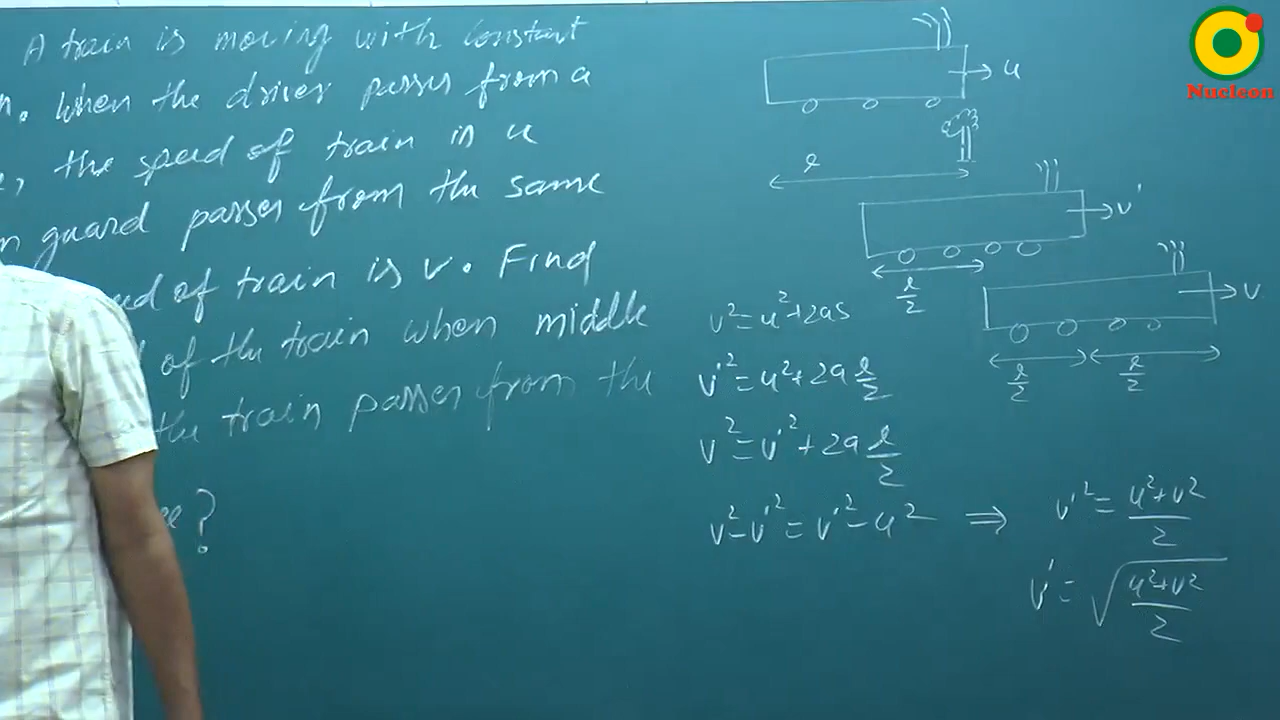 A train is moving with constant
n. When the driver passes from a
e, the speed of train is u
n guard passes from the same
ed of train is v. Find
of the train when middle
the train passes from the
ee?
u
l
v'
l/2
v
l/2 l/2
v² = u² + 2as
v'² = u² + 2a l/2
v² = v'² + 2a l/2
v² - v'² = v'² - u² ⇒ v'² = (u² + v²)/2
v' = √((u² + v²)/2)
Nucleon